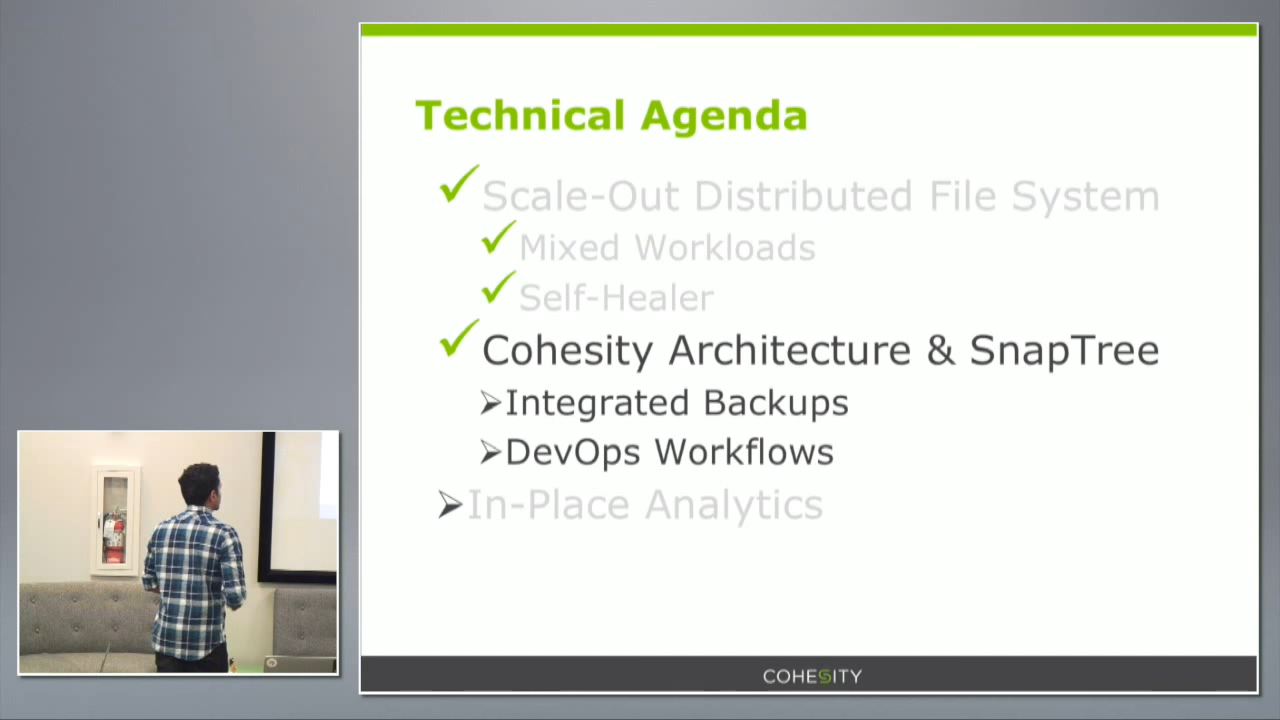 Technical Agenda
Scale-Out Distributed File System
Mixed Workloads
Self-Healer
Cohesity Architecture & SnapTree
Integrated Backups
DevOps Workflows
In-Place Analytics
COHESITY